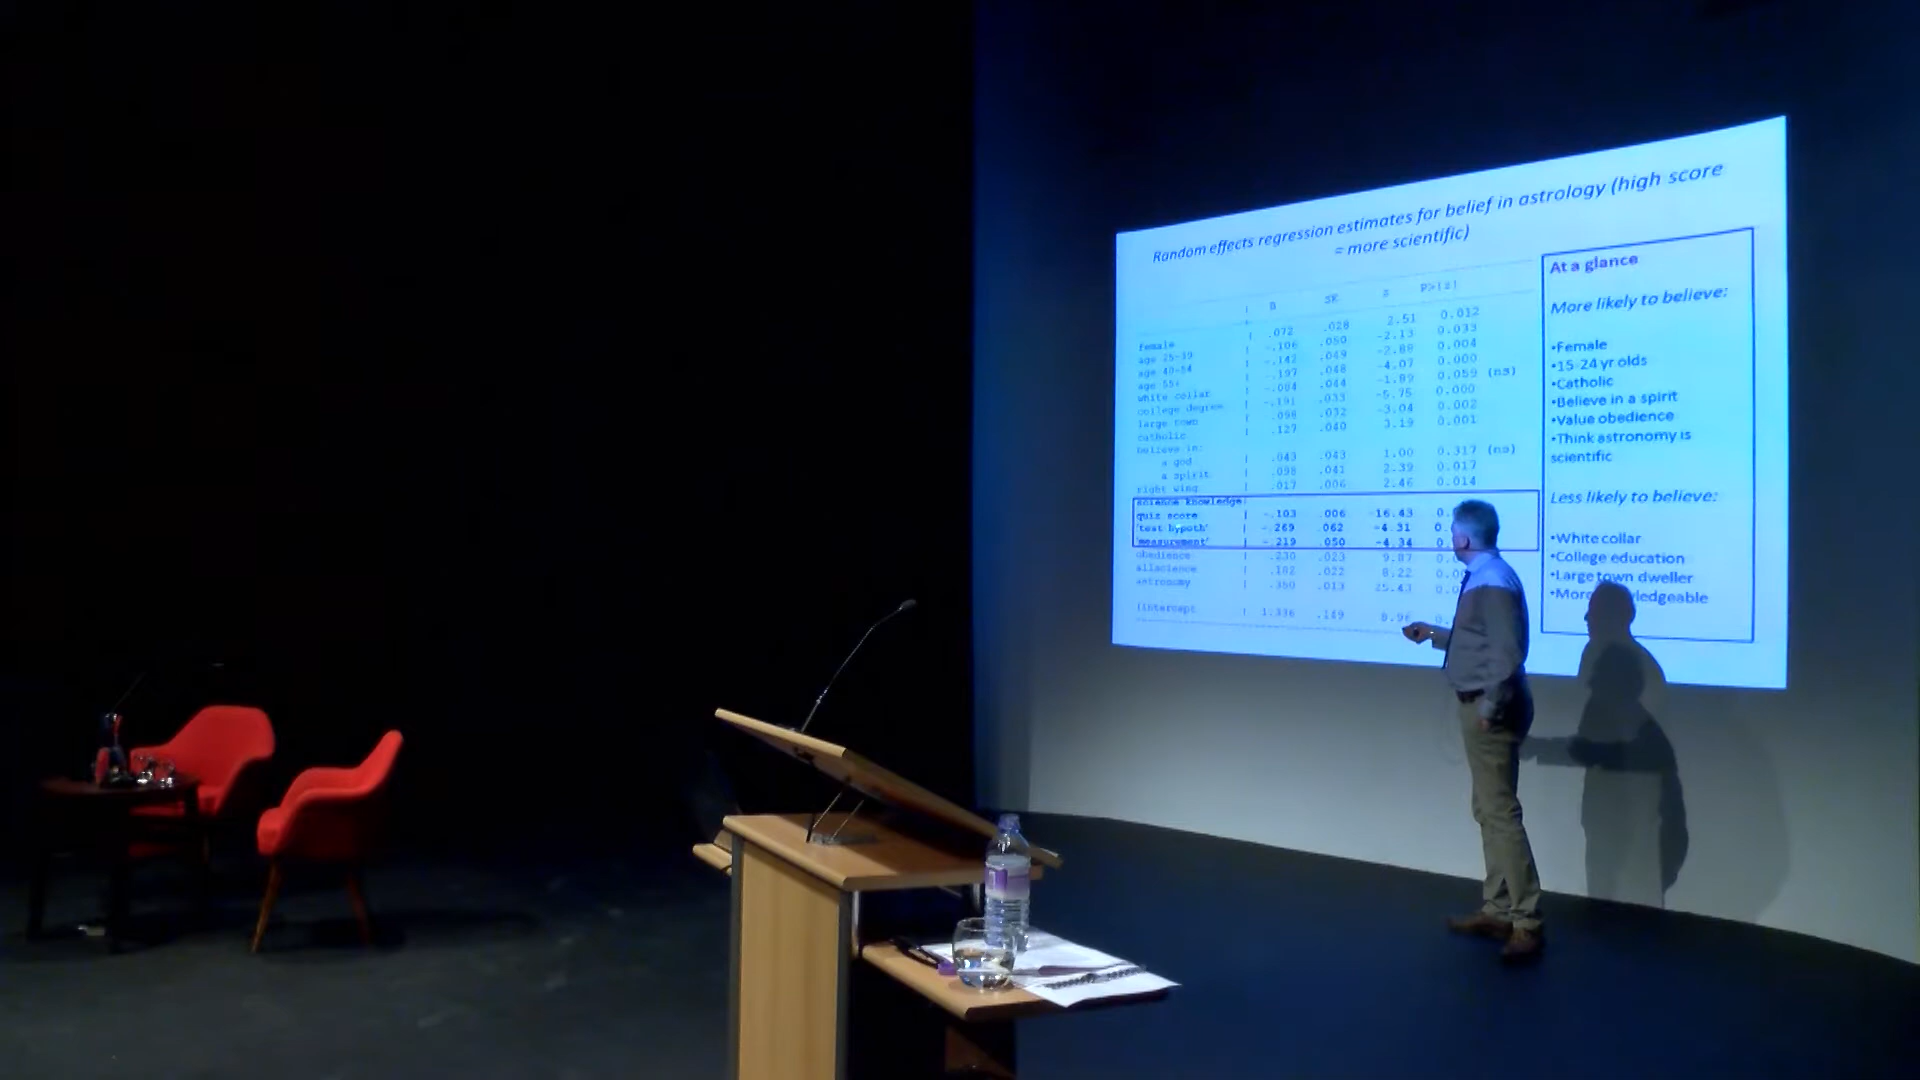 Random effects regression estimates for belief in astrology (high score
= more scientific)
B SE z P>|z|
female | .072 .028 2.51 0.012
age 25-39 | -.106 .050 -2.13 0.033
age 40-54 | -.142 .049 -2.88 0.004
age 55+ | -.197 .048 -4.07 0.000
white collar | -.084 .044 -1.89 0.059 (ns)
college degree | -.191 .033 -5.75 0.000
large town | .098 .032 -3.04 0.002
catholic | .127 .040 3.19 0.001
believe in:
a god | .043 .043 1.00 0.317 (ns)
a spirit | .098 .041 2.39 0.017
right wing | .017 .006 2.46 0.014
science knowledge:
quiz score | -.103 .006 -16.43
'test hypoth' | -.269 .062 -4.31
'measurement' | -.219 .050 -4.34
obedience | .230 .023 9.87
allscience | .182 .022 8.22
astronomy | .350 .013 25.43
(intercept | 1.336 .149 8.96
At a glance
More likely to believe:
•Female
•15-24 yr olds
•Catholic
•Believe in a spirit
•Value obedience
•Think astronomy is
scientific
Less likely to believe:
•White collar
•College education
•Large town dweller
•More